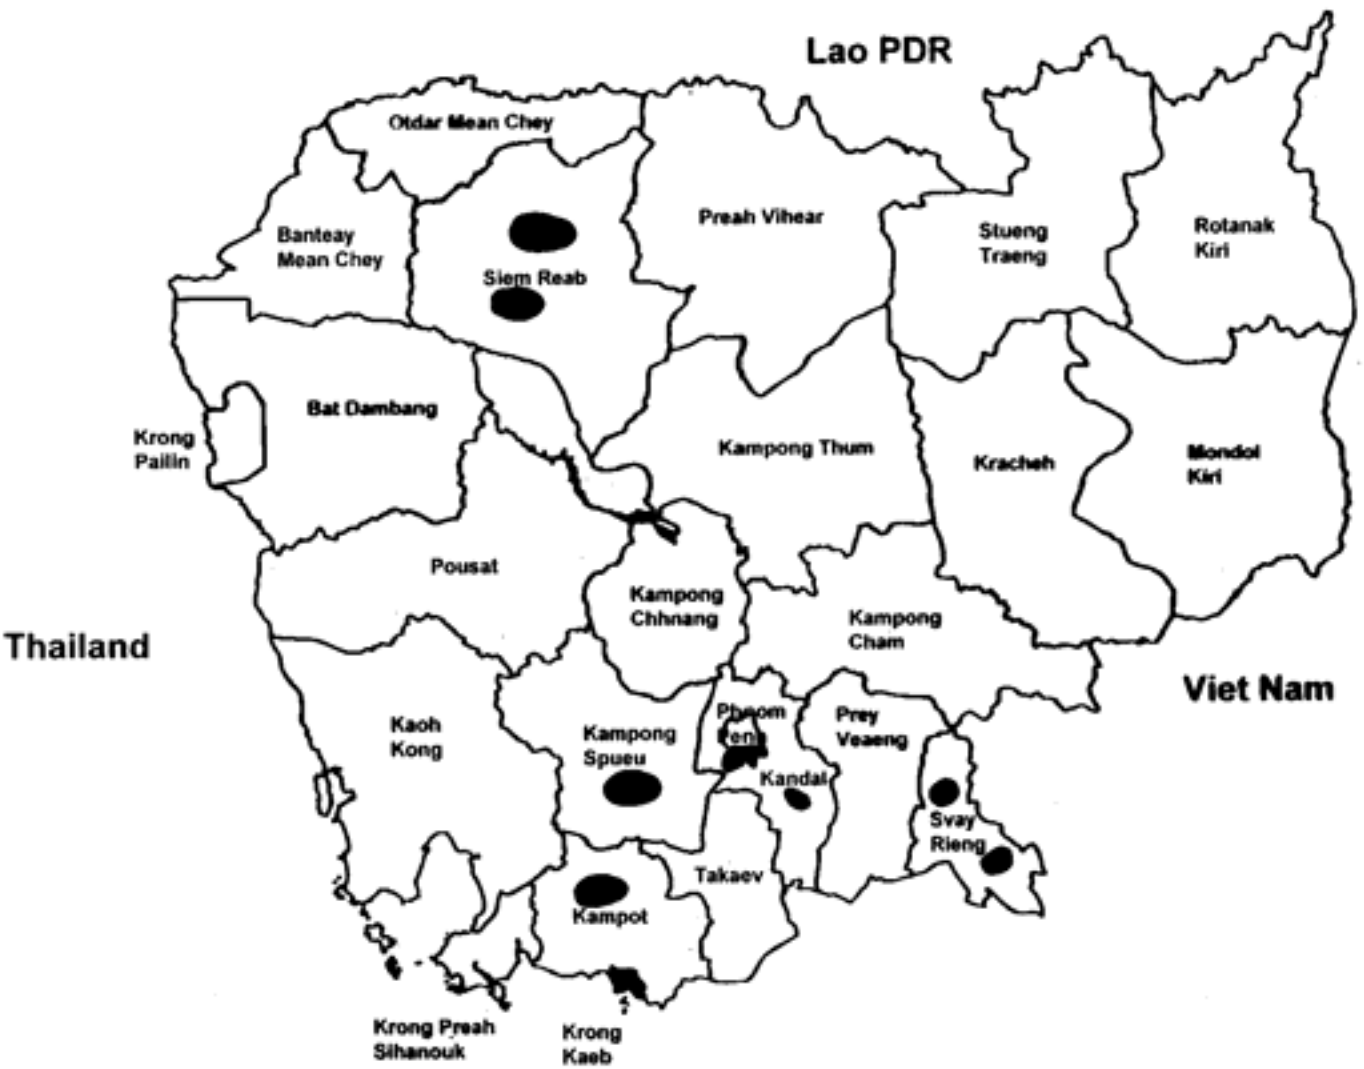 Lao PDR
Otdar Mean Chey
Preah Vihear
Banteay
Mean Chey
Stueng
Traeng
Rotanak
Kiri
Siem Reab
Bat Dambang
Krong
Pailin
Kampong Thum
Kracheh
Mondol
Kiri
Pousat
Kampong
Chhnang
Kampong
Cham
Thailand
Viet Nam
Kaoh
Kong
Kampong
Spueu
Phnom
Penh
Prey
Veaeng
Kandal
Svay
Rieng
Takaev
Kampot
Krong Preah
Sihanouk
Krong
Kaeb